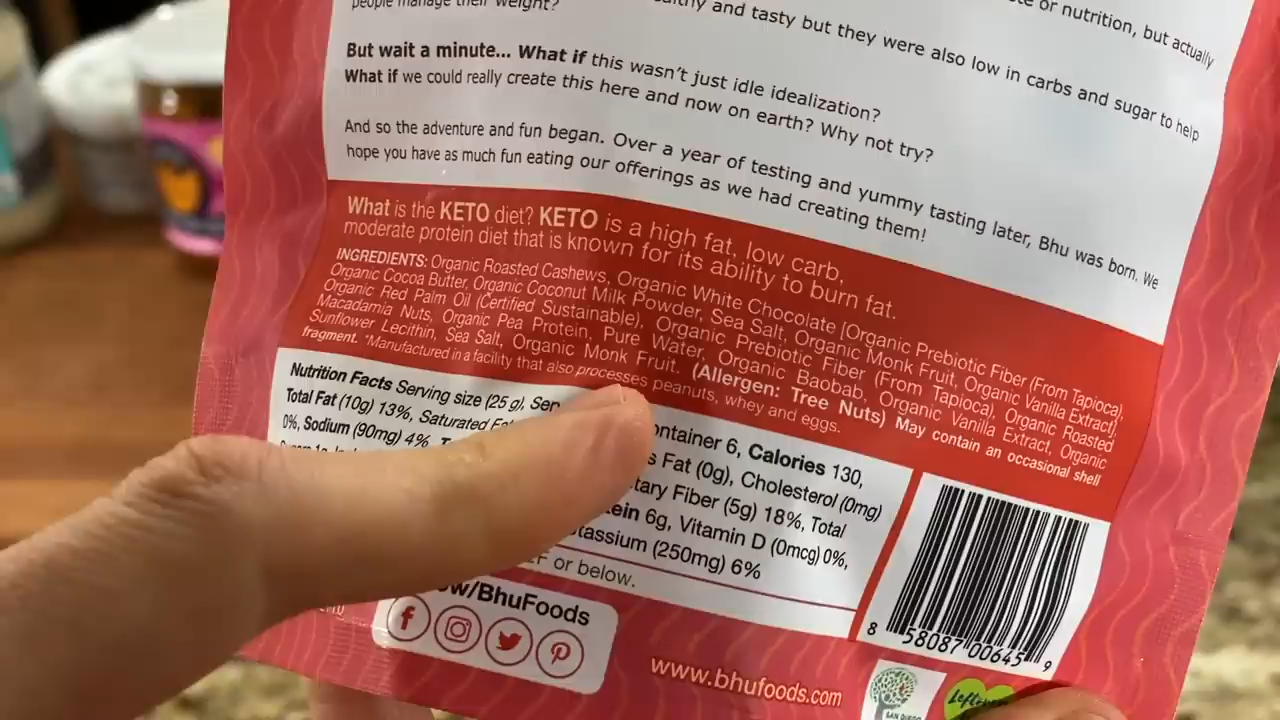 people manage their weight?
and tasty but they were also low in carbs and sugar to help
or nutrition, but actually
But wait a minute... What if this wasn't just idle idealization?
What if we could really create this here and now on earth? Why not try?
And so the adventure and fun began. Over a year of testing and yummy tasting later, Bhu was born. We
hope you have as much fun eating our offerings as we had creating them!
What is the KETO diet? KETO is a high fat, low carb,
moderate protein diet that is known for its ability to burn fat.
INGREDIENTS: Organic Roasted Cashews, Organic White Chocolate [Organic Prebiotic Fiber (From Tapioca),
Organic Cocoa Butter, Organic Coconut Milk Powder, Sea Salt, Organic Monk Fruit, Organic Vanilla Extract],
Organic Red Palm Oil (Certified Sustainable), Organic Prebiotic Fiber (From Tapioca), Organic Roasted
Macadamia Nuts, Organic Pea Protein, Pure Water, Organic Baobab, Organic Vanilla Extract, Organic
Sunflower Lecithin, Sea Salt, Organic Monk Fruit. (Allergen: Tree Nuts) May contain an occasional shell
fragment. *Manufactured in a facility that also processes peanuts, whey and eggs.
Nutrition Facts Serving size (25 g), ontainer 6, Calories 130,
Total Fat (10g) 13%, Saturated s Fat (0g), Cholesterol (0mg)
0%, Sodium (90mg) 4%, tary Fiber (5g) 18%, Total
ein 6g, Vitamin D (0mcg) 0%,
tassium (250mg) 6%
F or below.
w/BhuFoods
www.bhufoods.com
8 58087 00645 9
SAN DIEGO